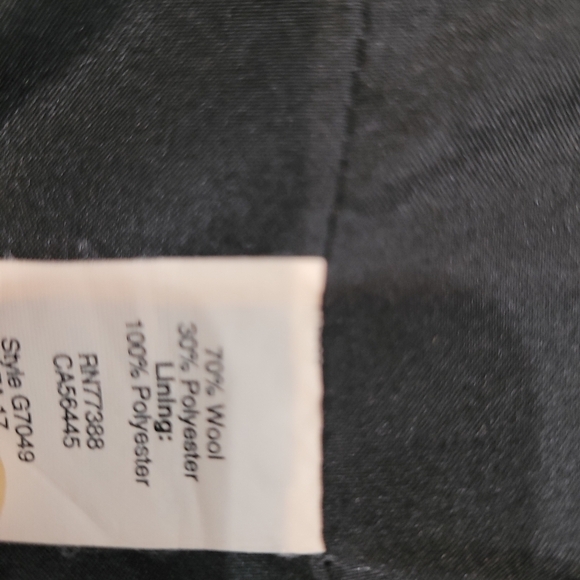 70% Wool
30% Polyester
Lining:
100% Polyester
RN77388
CA56445
Style G7049